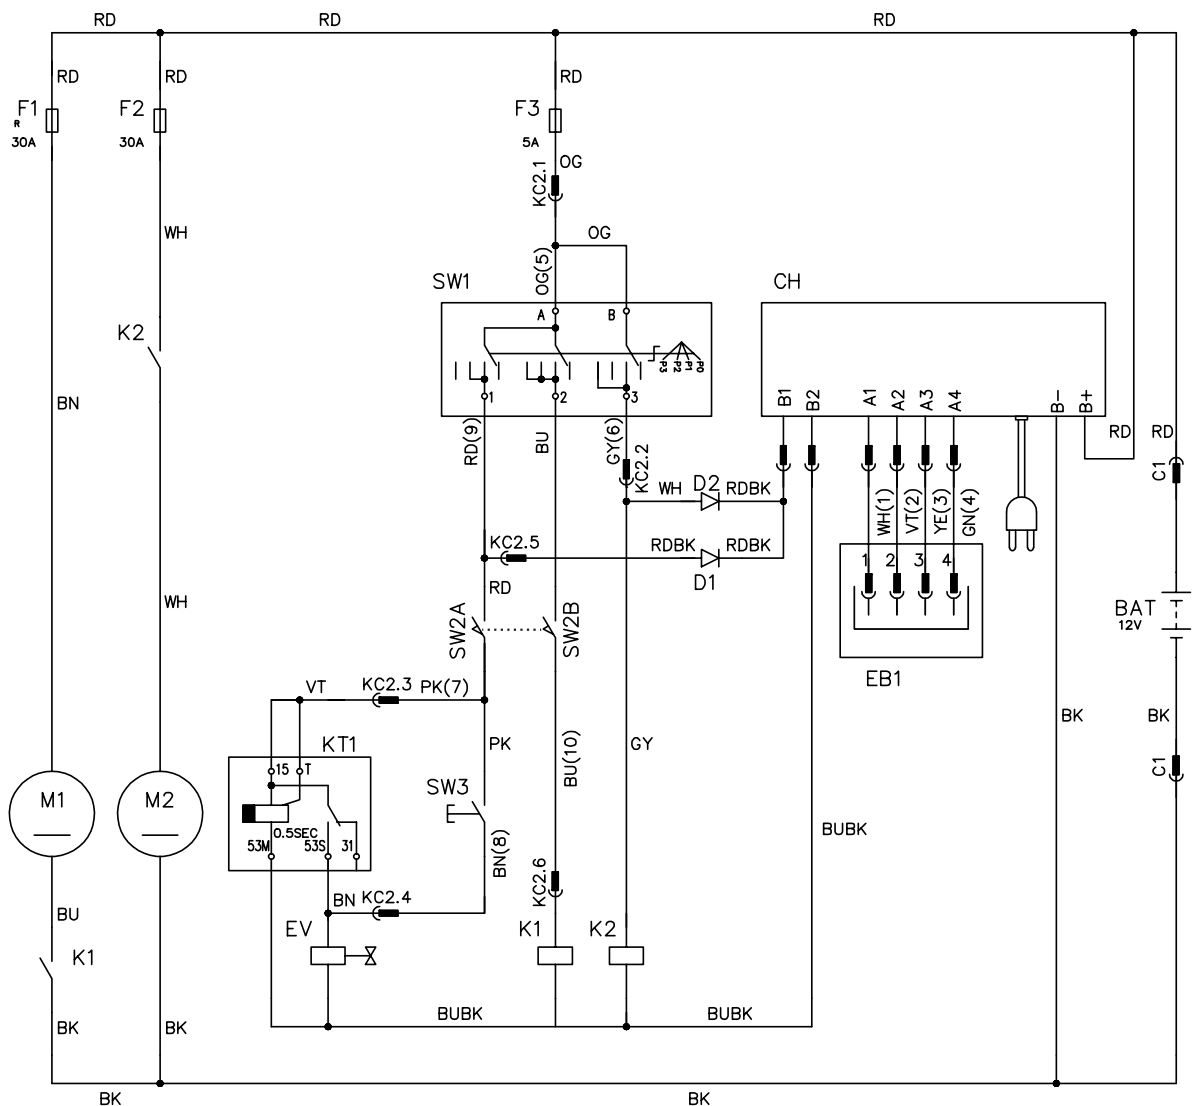 RD
RD
RD
RD
RD
RD
F1
R
30A
F2
30A
F3
5A
OG
KC2.1
WH
OG
OG(5)
SW1
CH
A
B
K2
P3
P2
P1
P0
1
2
3
BN
B1
B2
A1
A2
A3
A4
B-
B+
RD(9)
BU
GY(6)
KC2.2
RD
RD
C1
WH
D2
RDBK
WH(1)
VT(2)
YE(3)
GN(4)
KC2.5
RDBK
D1
RDBK
1
2
3
4
RD
WH
SW2A
SW2B
BAT
12V
EB1
VT
KC2.3
PK(7)
BK
BK
KT1
PK
BU(10)
GY
15
T
C1
M1
M2
SW3
0.5SEC
53M
53S
31
BN(8)
BUBK
KC2.6
BN
KC2.4
BU
EV
K1
K2
K1
BUBK
BUBK
BK
BK
BK
BK